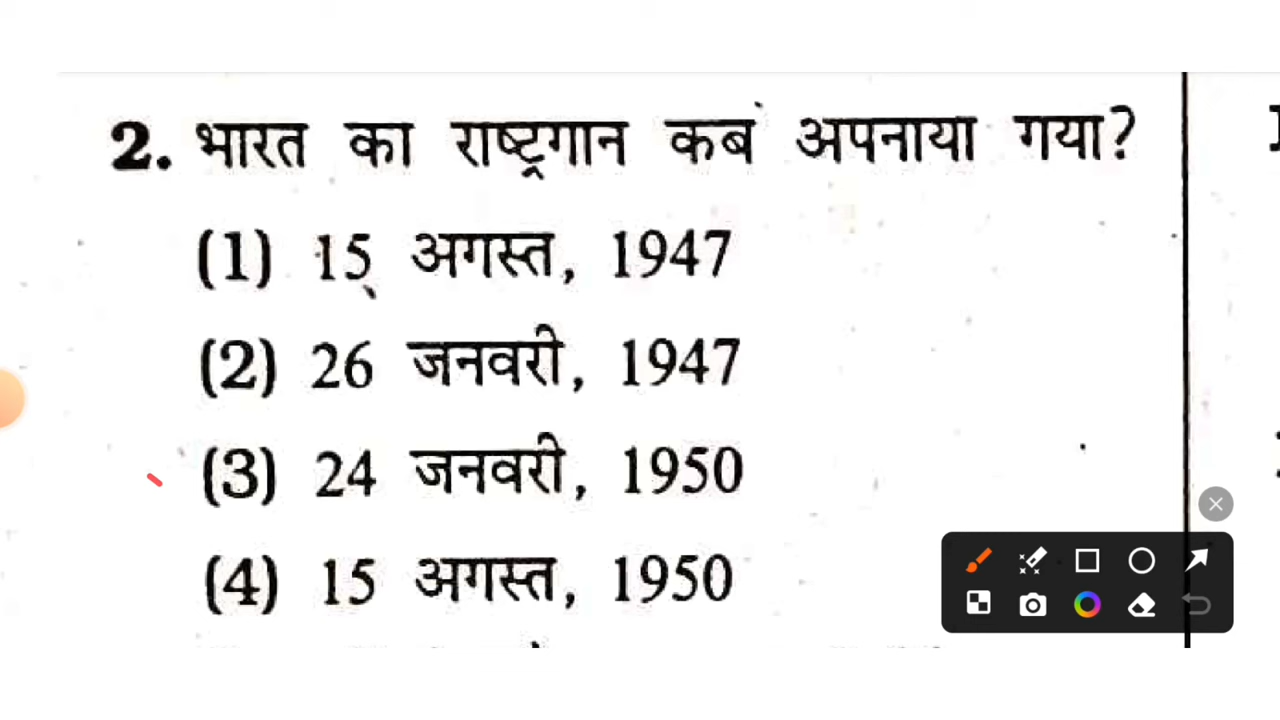 2. भारत का राष्ट्रगान कब अपनाया गया?
(1) 15 अगस्त, 1947
(2) 26 जनवरी, 1947
(3) 24 जनवरी, 1950
(4) 15 अगस्त, 1950